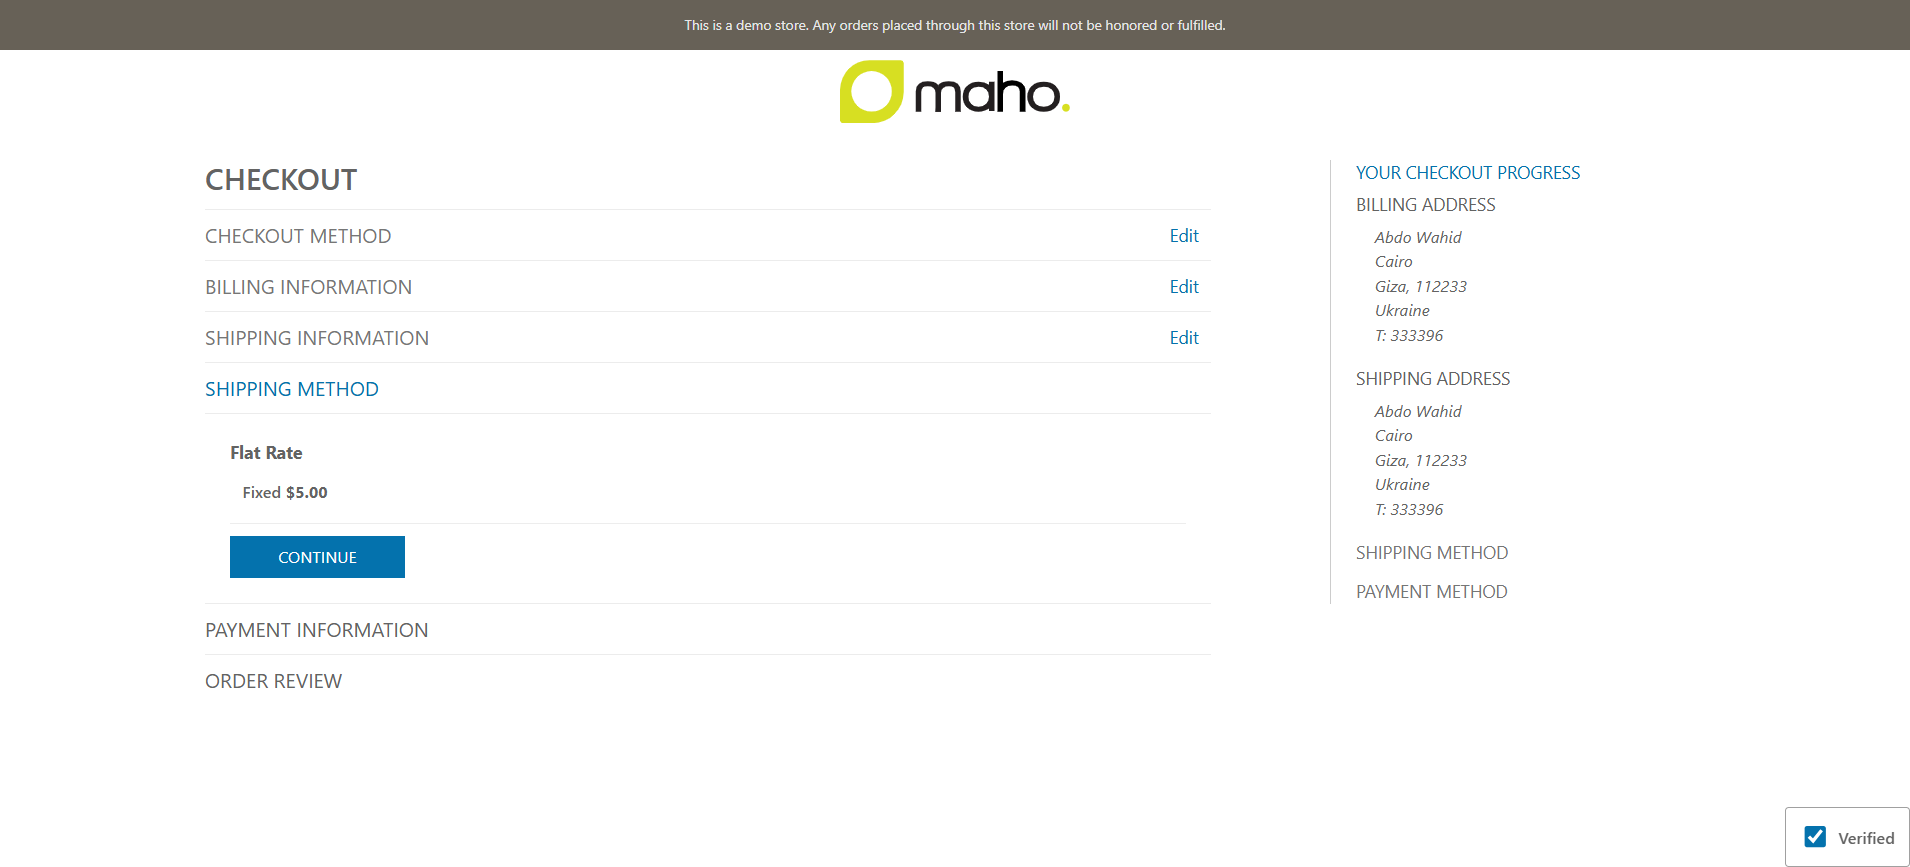 This is a demo store. Any orders placed through this store will not be honored or fulfilled.
maho.
CHECKOUT
CHECKOUT METHOD Edit
BILLING INFORMATION Edit
SHIPPING INFORMATION Edit
SHIPPING METHOD
Flat Rate
Fixed $5.00
CONTINUE
PAYMENT INFORMATION
ORDER REVIEW
YOUR CHECKOUT PROGRESS
BILLING ADDRESS
Abdo Wahid
Cairo
Giza, 112233
Ukraine
T: 333396
SHIPPING ADDRESS
Abdo Wahid
Cairo
Giza, 112233
Ukraine
T: 333396
SHIPPING METHOD
PAYMENT METHOD
Verified